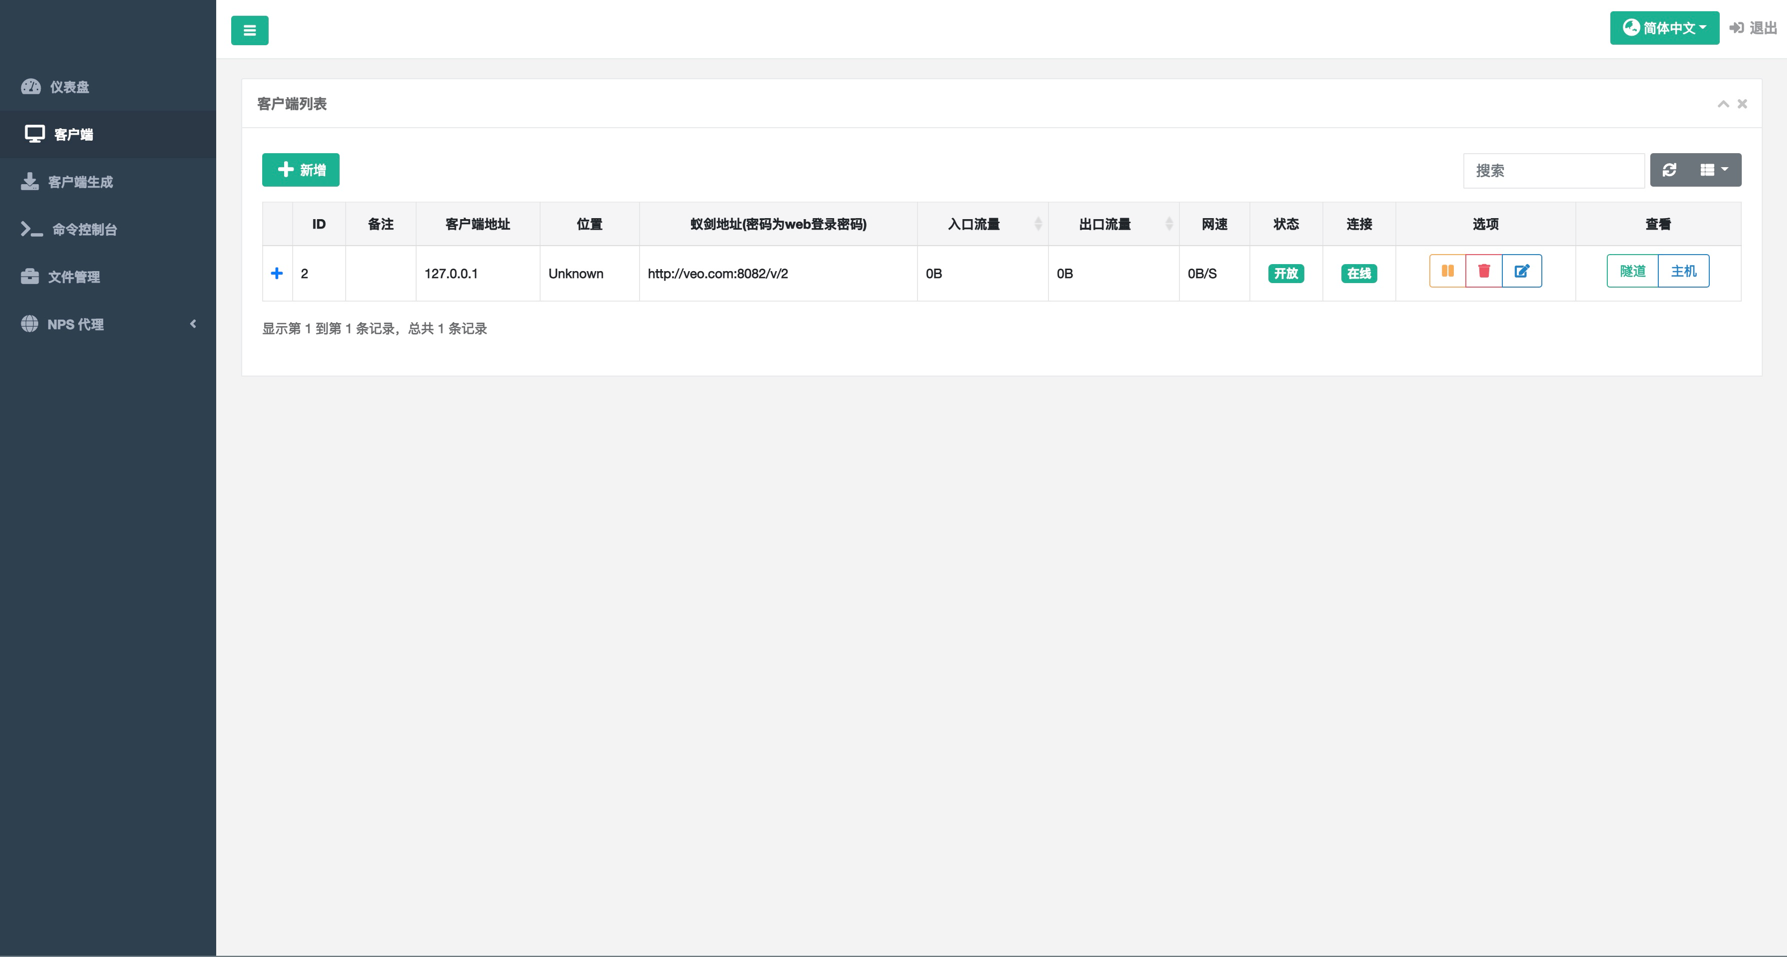 简体中文
退出
仪表盘
客户端
客户端生成
命令控制台
文件管理
NPS 代理
客户端列表
新增
搜索
ID 备注 客户端地址 位置 蚁剑地址(密码为web登录密码) 入口流量 出口流量 网速 状态 连接 选项 查看
2 127.0.0.1 Unknown http://veo.com:8082/v/2 0B 0B 0B/S 开放 在线 隧道 主机
显示第 1 到第 1 条记录，总共 1 条记录